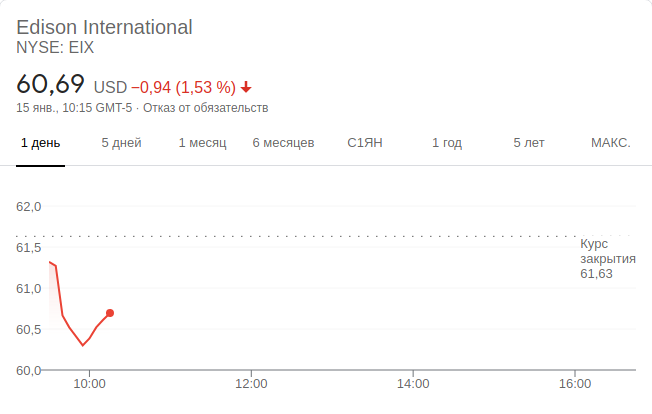 Edison International
NYSE: EIX
60,69 USD −0,94 (1,53 %)
15 янв., 10:15 GMT-5 · Отказ от обязательств
1 день 5 дней 1 месяц 6 месяцев С1ЯН 1 год 5 лет МАКС.
62,0
61,5
61,0
60,5
60,0
Курс
закрытия
61,63
10:00 12:00 14:00 16:00